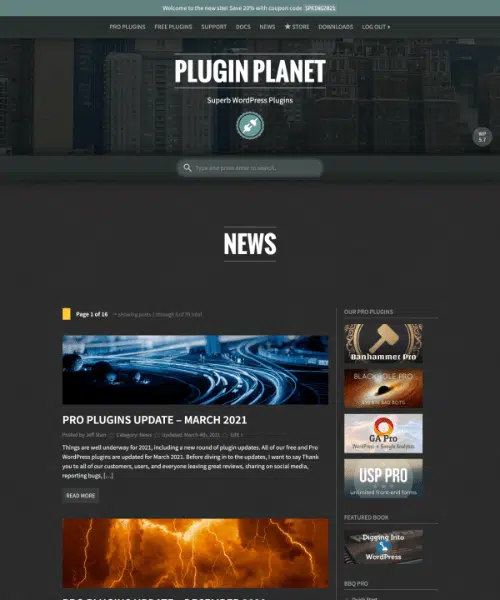 Welcome to the new site! Save 20% with coupon code SPRING2021
PRO PLUGINS FREE PLUGINS SUPPORT DOCS NEWS ★ STORE DOWNLOADS LOG OUT
PLUGIN PLANET
Superb WordPress Plugins
WP
5.7
Type and press enter to search..
NEWS
Page 1 of 16 — showing posts 1 through 5 of 78 total
PRO PLUGINS UPDATE – MARCH 2021
Posted by Jeff Starr Category: News Updated: March 4th, 2021 Edit
Things are well underway for 2021, including a new round of plugin updates. All of our free and Pro
WordPress plugins are updated for March 2021. Before diving in to the updates, I want to say Thank
you to all of our customers, users, and everyone leaving great reviews, sharing on social media,
reporting bugs, […]
READ MORE
OUR PRO PLUGINS
Banhammer Pro
BLACKHOLE PRO
GA Pro
WordPress + Google Analytics
USP PRO
unlimited front-end forms
FEATURED BOOK
Digging Into
WordPress
BBQ PRO
Quick Start